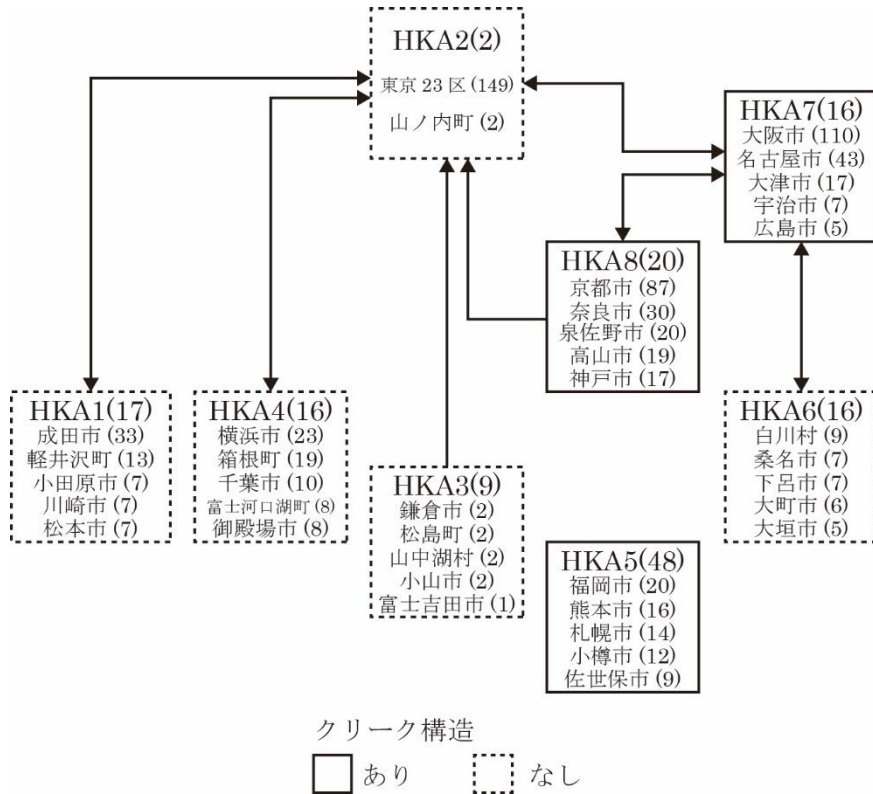 HKA2(2)
東京 23 区 (149)
山ノ内町 (2)
HKA7(16)
大阪市 (110)
名古屋市 (43)
大津市 (17)
宇治市 (7)
広島市 (5)
HKA8(20)
京都市 (87)
奈良市 (30)
泉佐野市 (20)
高山市 (19)
神戸市 (17)
HKA1(17)
成田市 (33)
軽井沢町 (13)
小田原市 (7)
川崎市 (7)
松本市 (7)
HKA4(16)
横浜市 (23)
箱根町 (19)
千葉市 (10)
富士河口湖町 (8)
御殿場市 (8)
HKA3(9)
鎌倉市 (2)
松島町 (2)
山中湖村 (2)
小山市 (2)
富士吉田市 (1)
HKA6(16)
白川村 (9)
桑名市 (7)
下呂市 (7)
大町市 (6)
大垣市 (5)
HKA5(48)
福岡市 (20)
熊本市 (16)
札幌市 (14)
小樽市 (12)
佐世保市 (9)
クリーク構造
あり
なし